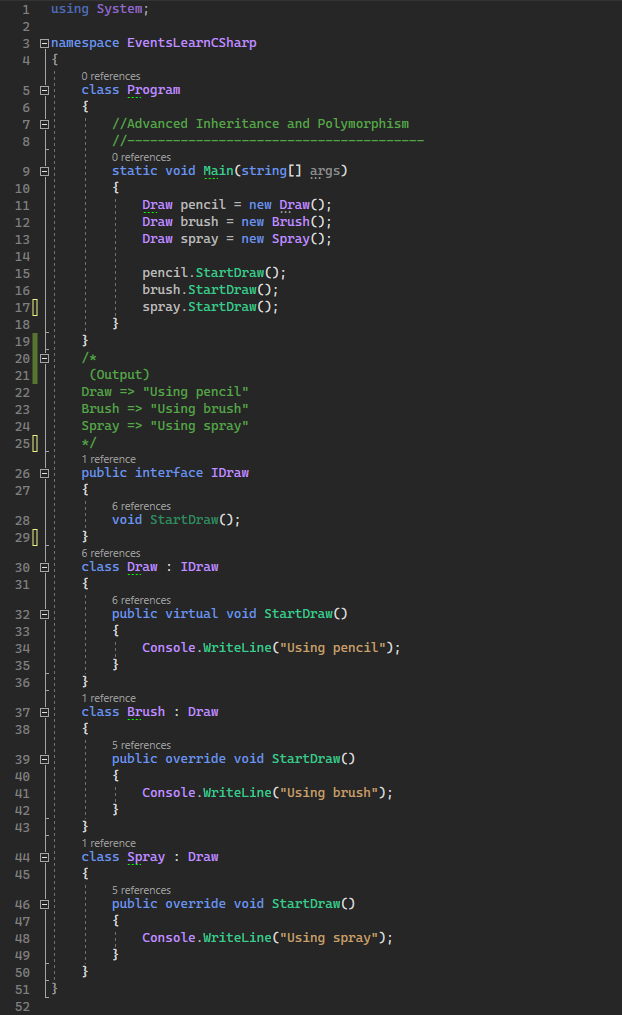 1 using System;
2
3 namespace EventsLearnCSharp
4 {
0 references
5 class Program
6 {
7 //Advanced Inheritance and Polymorphism
8 //---------------------------------------
0 references
9 static void Main(string[] args)
10 {
11 Draw pencil = new Draw();
12 Draw brush = new Brush();
13 Draw spray = new Spray();
14
15 pencil.StartDraw();
16 brush.StartDraw();
17 spray.StartDraw();
18 }
19 }
20 /*
21 (Output)
22 Draw => "Using pencil"
23 Brush => "Using brush"
24 Spray => "Using spray"
25 */
1 reference
26 public interface IDraw
27 {
6 references
28 void StartDraw();
29 }
6 references
30 class Draw : IDraw
31 {
6 references
32 public virtual void StartDraw()
33 {
34 Console.WriteLine("Using pencil");
35 }
36 }
1 reference
37 class Brush : Draw
38 {
5 references
39 public override void StartDraw()
40 {
41 Console.WriteLine("Using brush");
42 }
43 }
1 reference
44 class Spray : Draw
45 {
5 references
46 public override void StartDraw()
47 {
48 Console.WriteLine("Using spray");
49 }
50 }
51 }
52